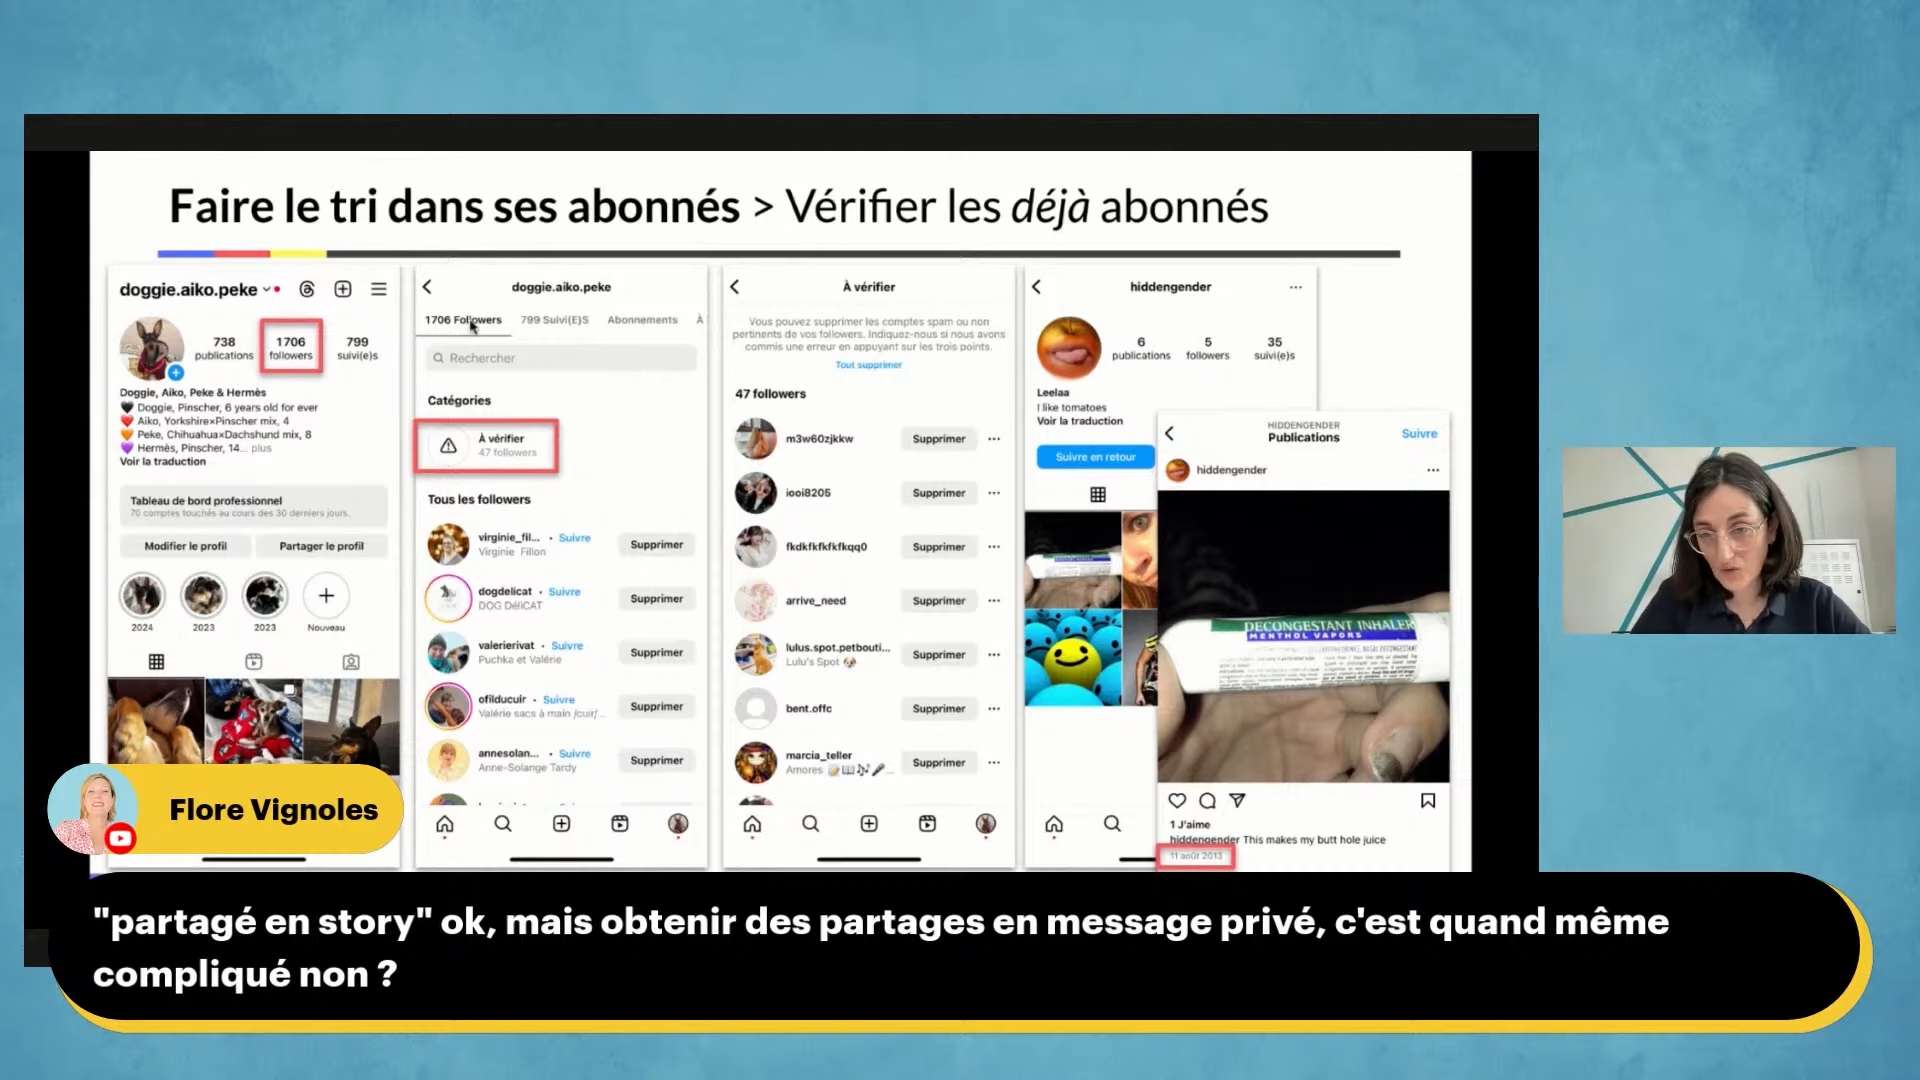 Faire le tri dans ses abonnés > Vérifier les déjà abonnés
doggie.aiko.peke
738
publications
1706
followers
799
suivi(e)s
Doggie, Aiko, Peke & Hermès
🖤 Doggie, Pinscher, 6 years old for ever
❤️ Aiko, Yorkshire×Pinscher mix, 4
🧡 Peke, Chihuahua×Dachshund mix, 8
💜 Hermès, Pinscher, 14... plus
Voir la traduction
Tableau de bord professionnel
70 comptes touchés au cours des 30 derniers jours.
Modifier le profil
Partager le profil
2024
2023
2023
Nouveau
doggie.aiko.peke
1706 Followers
799 Suivi(E)S
Abonnements
À
Rechercher
Catégories
À vérifier
47 followers
Tous les followers
virginie_fil... • Suivre
Virginie Fillon
Supprimer
dogdelicat • Suivre
DOG DéliCAT
Supprimer
valerierivat • Suivre
Puchka et Valérie
Supprimer
ofilducuir • Suivre
Valérie sacs à main /cuir/...
Supprimer
annesolan... • Suivre
Anne-Solange Tardy
Supprimer
À vérifier
Vous pouvez supprimer les comptes spam ou non
pertinents de vos followers. Indiquez-nous si nous avons
commis une erreur en appuyant sur les trois points.
Tout supprimer
47 followers
m3w60zjkkw
Supprimer
iooi8205
Supprimer
fkdkfkfkfkfkqq0
Supprimer
arrive_need
Supprimer
lulus.spot.petbouti...
Lulu's Spot 🐶
Supprimer
bent.offc
Supprimer
marcia_teller
Amores 📝📖🎶🎤...
Supprimer
hiddengender
6
publications
5
followers
35
suivi(e)s
Leelaa
I like tomatoes
Voir la traduction
Suivre en retour
HIDDENGENDER
Publications
Suivre
hiddengender
DECONGESTANT INHALER
MENTHOL VAPORS
1 J'aime
hiddengender This makes my butt hole juice
11 août 2013
Flore Vignoles
"partagé en story" ok, mais obtenir des partages en message privé, c'est quand même
compliqué non ?